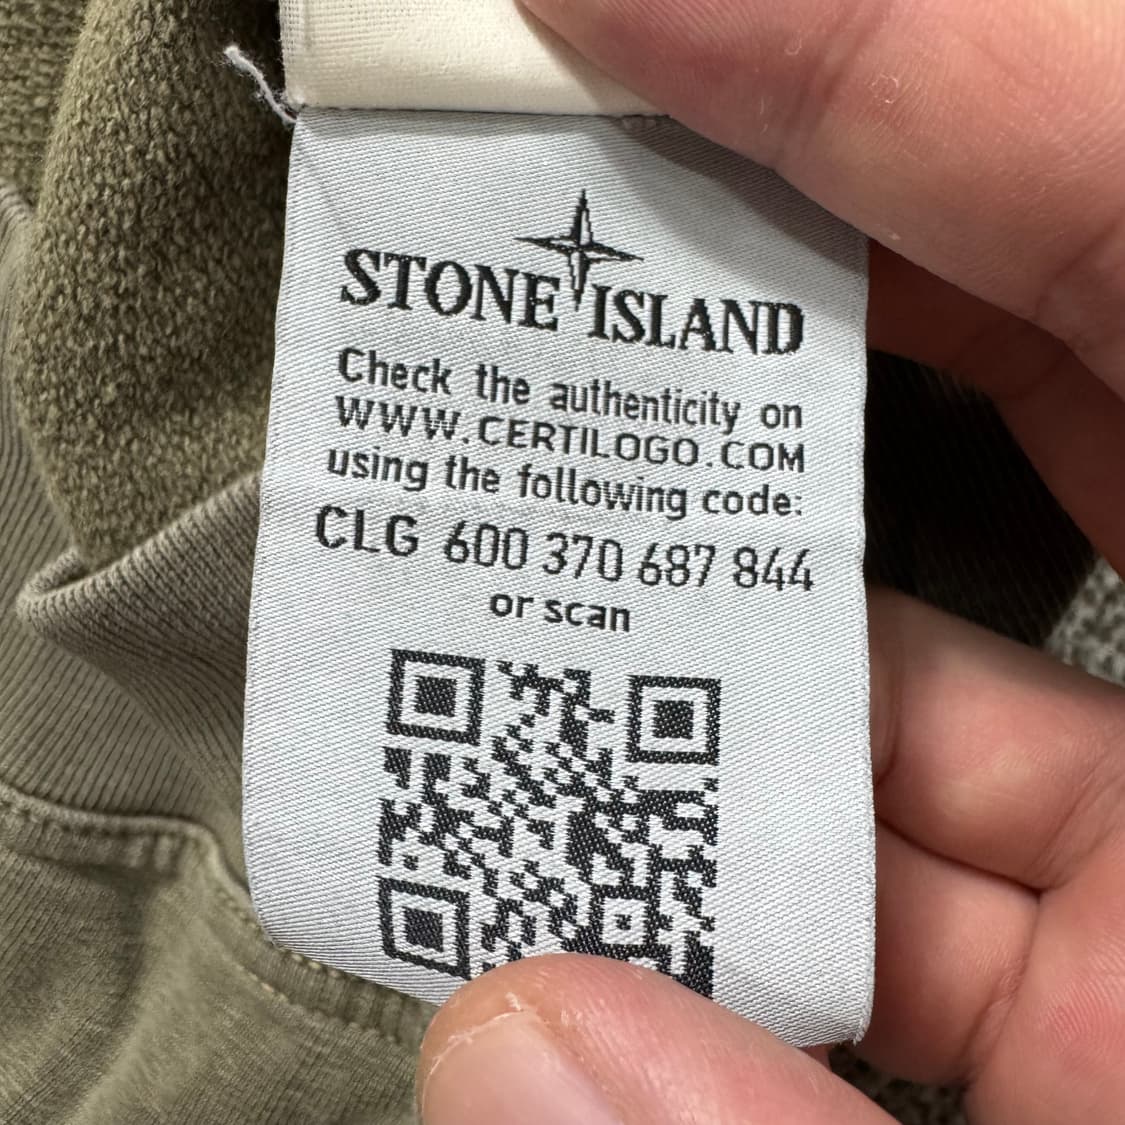 STONE ISLAND
Check the authenticity on
WWW.CERTILOGO.COM
using the following code:
CLG 600 370 687 844
or scan